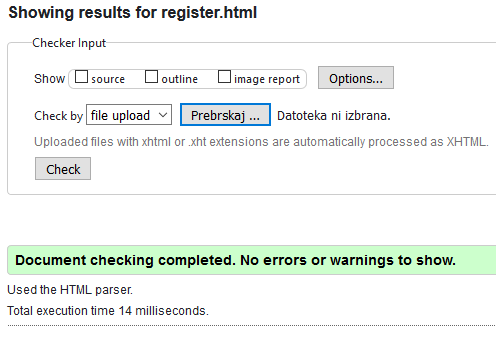 Showing results for register.html
Checker Input
Show source outline image report Options...
Check by file upload Prebrskaj ... Datoteka ni izbrana.
Uploaded files with xhtml or .xht extensions are automatically processed as XHTML.
Check
Document checking completed. No errors or warnings to show.
Used the HTML parser.
Total execution time 14 milliseconds.